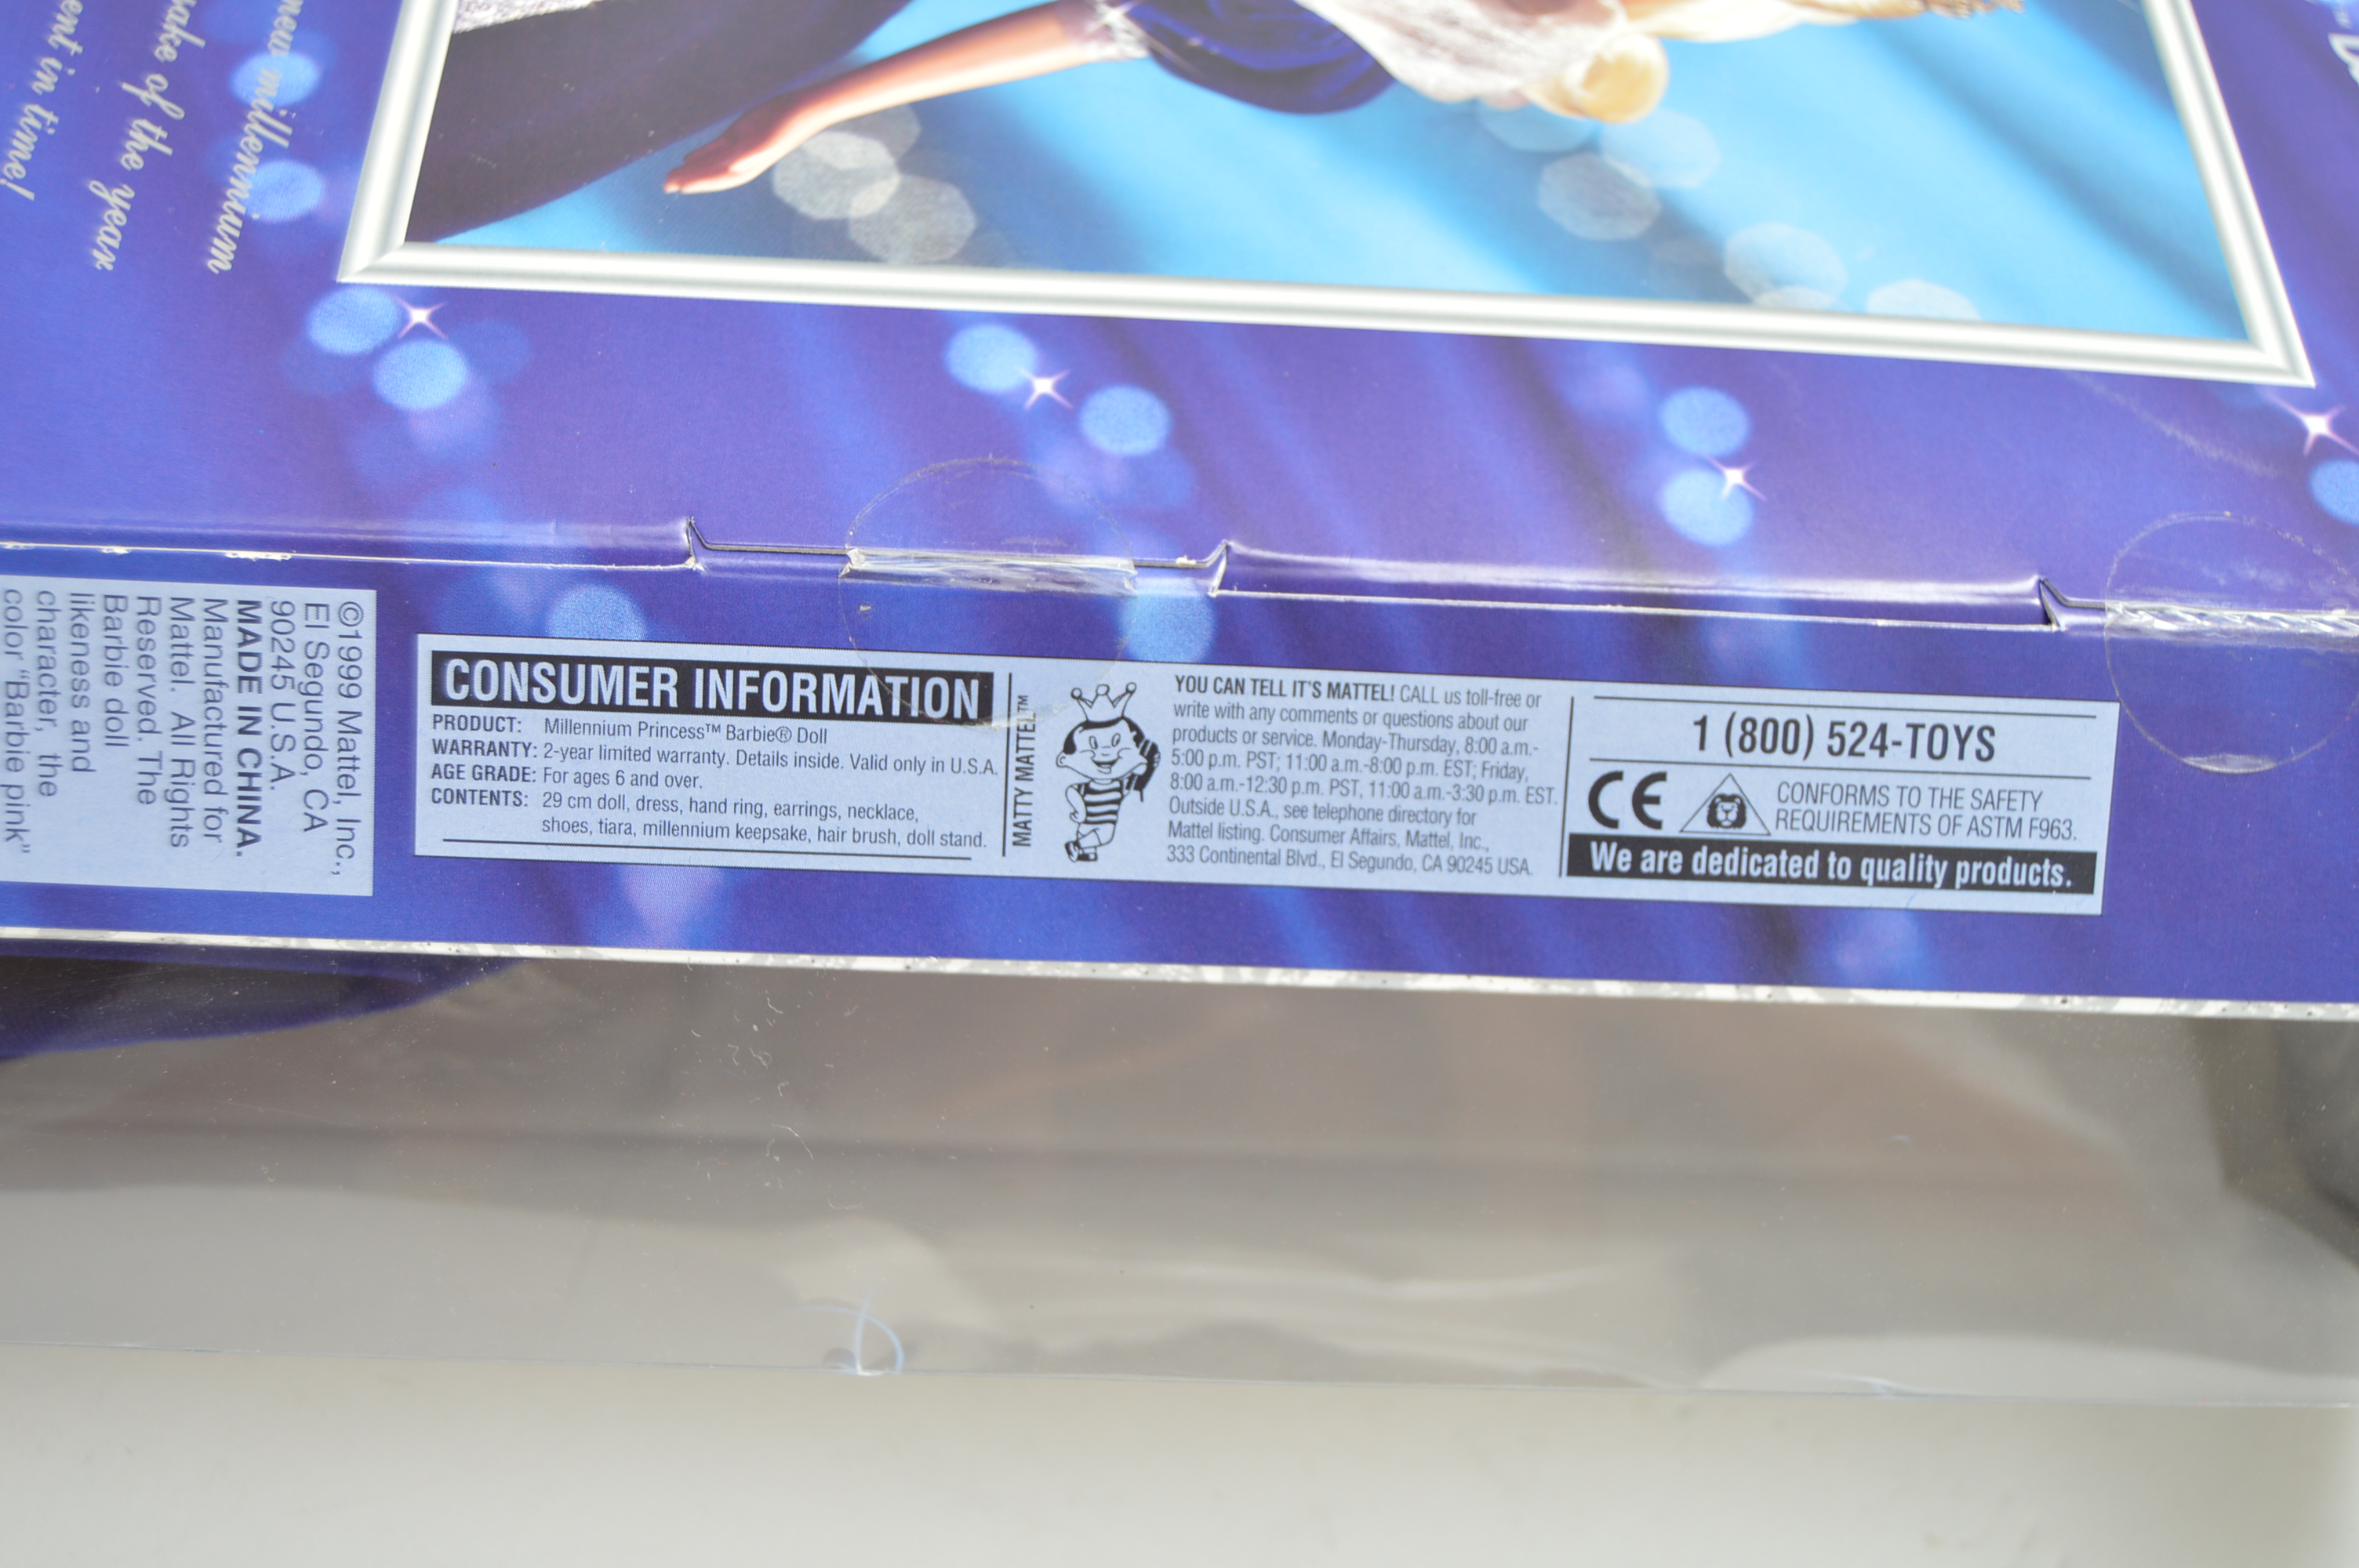 new millennium
ake of the year
ent in time!
©1999 Mattel, Inc.,
El Segundo, CA
90245 U.S.A.
MADE IN CHINA.
Manufactured for
Mattel. All Rights
Reserved. The
Barbie doll
likeness and
character, the
color "Barbie pink"
CONSUMER INFORMATION
PRODUCT: Millennium Princess™ Barbie® Doll
WARRANTY: 2-year limited warranty. Details inside. Valid only in U.S.A.
AGE GRADE: For ages 6 and over.
CONTENTS: 29 cm doll, dress, hand ring, earrings, necklace,
shoes, tiara, millennium keepsake, hair brush, doll stand.
MATTY MATTEL™
YOU CAN TELL IT'S MATTEL! CALL us toll-free or
write with any comments or questions about our
products or service. Monday-Thursday, 8:00 a.m.-
5:00 p.m. PST; 11:00 a.m.-8:00 p.m. EST; Friday,
8:00 a.m.-12:30 p.m. PST, 11:00 a.m.-3:30 p.m. EST.
Outside U.S.A., see telephone directory for
Mattel listing. Consumer Affairs, Mattel, Inc.,
333 Continental Blvd., El Segundo, CA 90245 USA.
1 (800) 524-TOYS
CE
CONFORMS TO THE SAFETY
REQUIREMENTS OF ASTM F963.
We are dedicated to quality products.